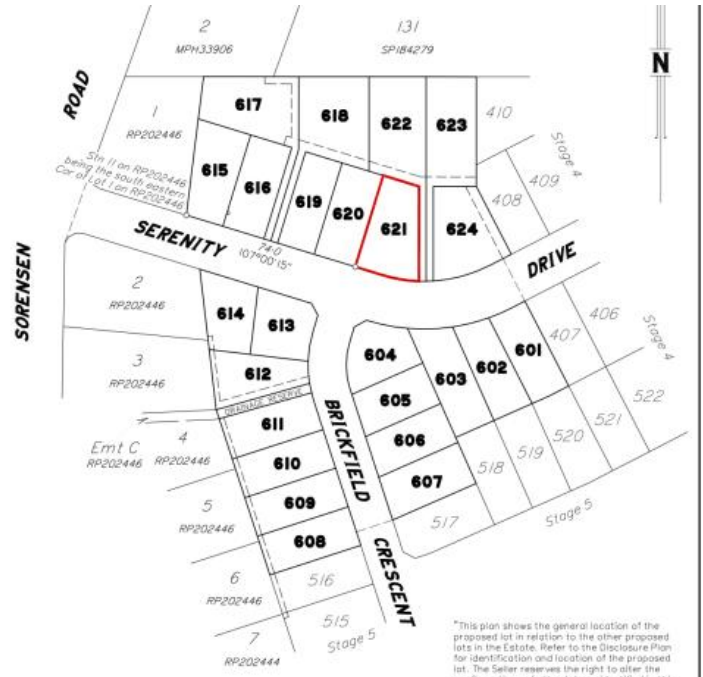 2
MPH33906
131
SP184279
N
ROAD
1
RP202446
617
618
622
623
410
Stage 4
409
408
Stn 11 on RP202446
being the south eastern
Cor of Lot 1 on RP202446
615
616
619
620
621
624
SERENITY
74·0
107°00'15"
DRIVE
SORENSEN
2
RP202446
614
613
3
RP202446
612
DRAINAGE RESERVE
604
605
606
607
603
602
601
407
406
Stage 4
522
521
520
519
518
517
Stage 5
BRICKFIELD
CRESCENT
611
610
609
608
Emt C
RP202446
4
RP202446
5
RP202446
6
RP202446
7
RP202444
516
515
Stage 5
"This plan shows the general location of the
proposed lot in relation to the other proposed
lots in the Estate. Refer to the Disclosure Plan
for identification and location of the proposed
lot. The Seller reserves the right to alter the